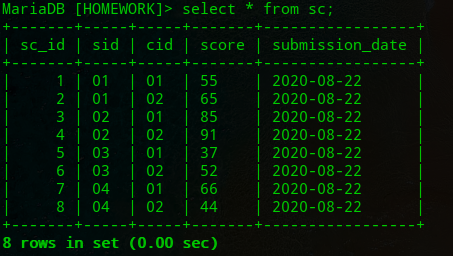 MariaDB [HOMEWORK]> select * from sc;
+-------+-----+-----+-------+-----------------+
| sc_id | sid | cid | score | submission_date |
+-------+-----+-----+-------+-----------------+
|     1 | 01  | 01  | 55    | 2020-08-22      |
|     2 | 01  | 02  | 65    | 2020-08-22      |
|     3 | 02  | 01  | 85    | 2020-08-22      |
|     4 | 02  | 02  | 91    | 2020-08-22      |
|     5 | 03  | 01  | 37    | 2020-08-22      |
|     6 | 03  | 02  | 52    | 2020-08-22      |
|     7 | 04  | 01  | 66    | 2020-08-22      |
|     8 | 04  | 02  | 44    | 2020-08-22      |
+-------+-----+-----+-------+-----------------+
8 rows in set (0.00 sec)